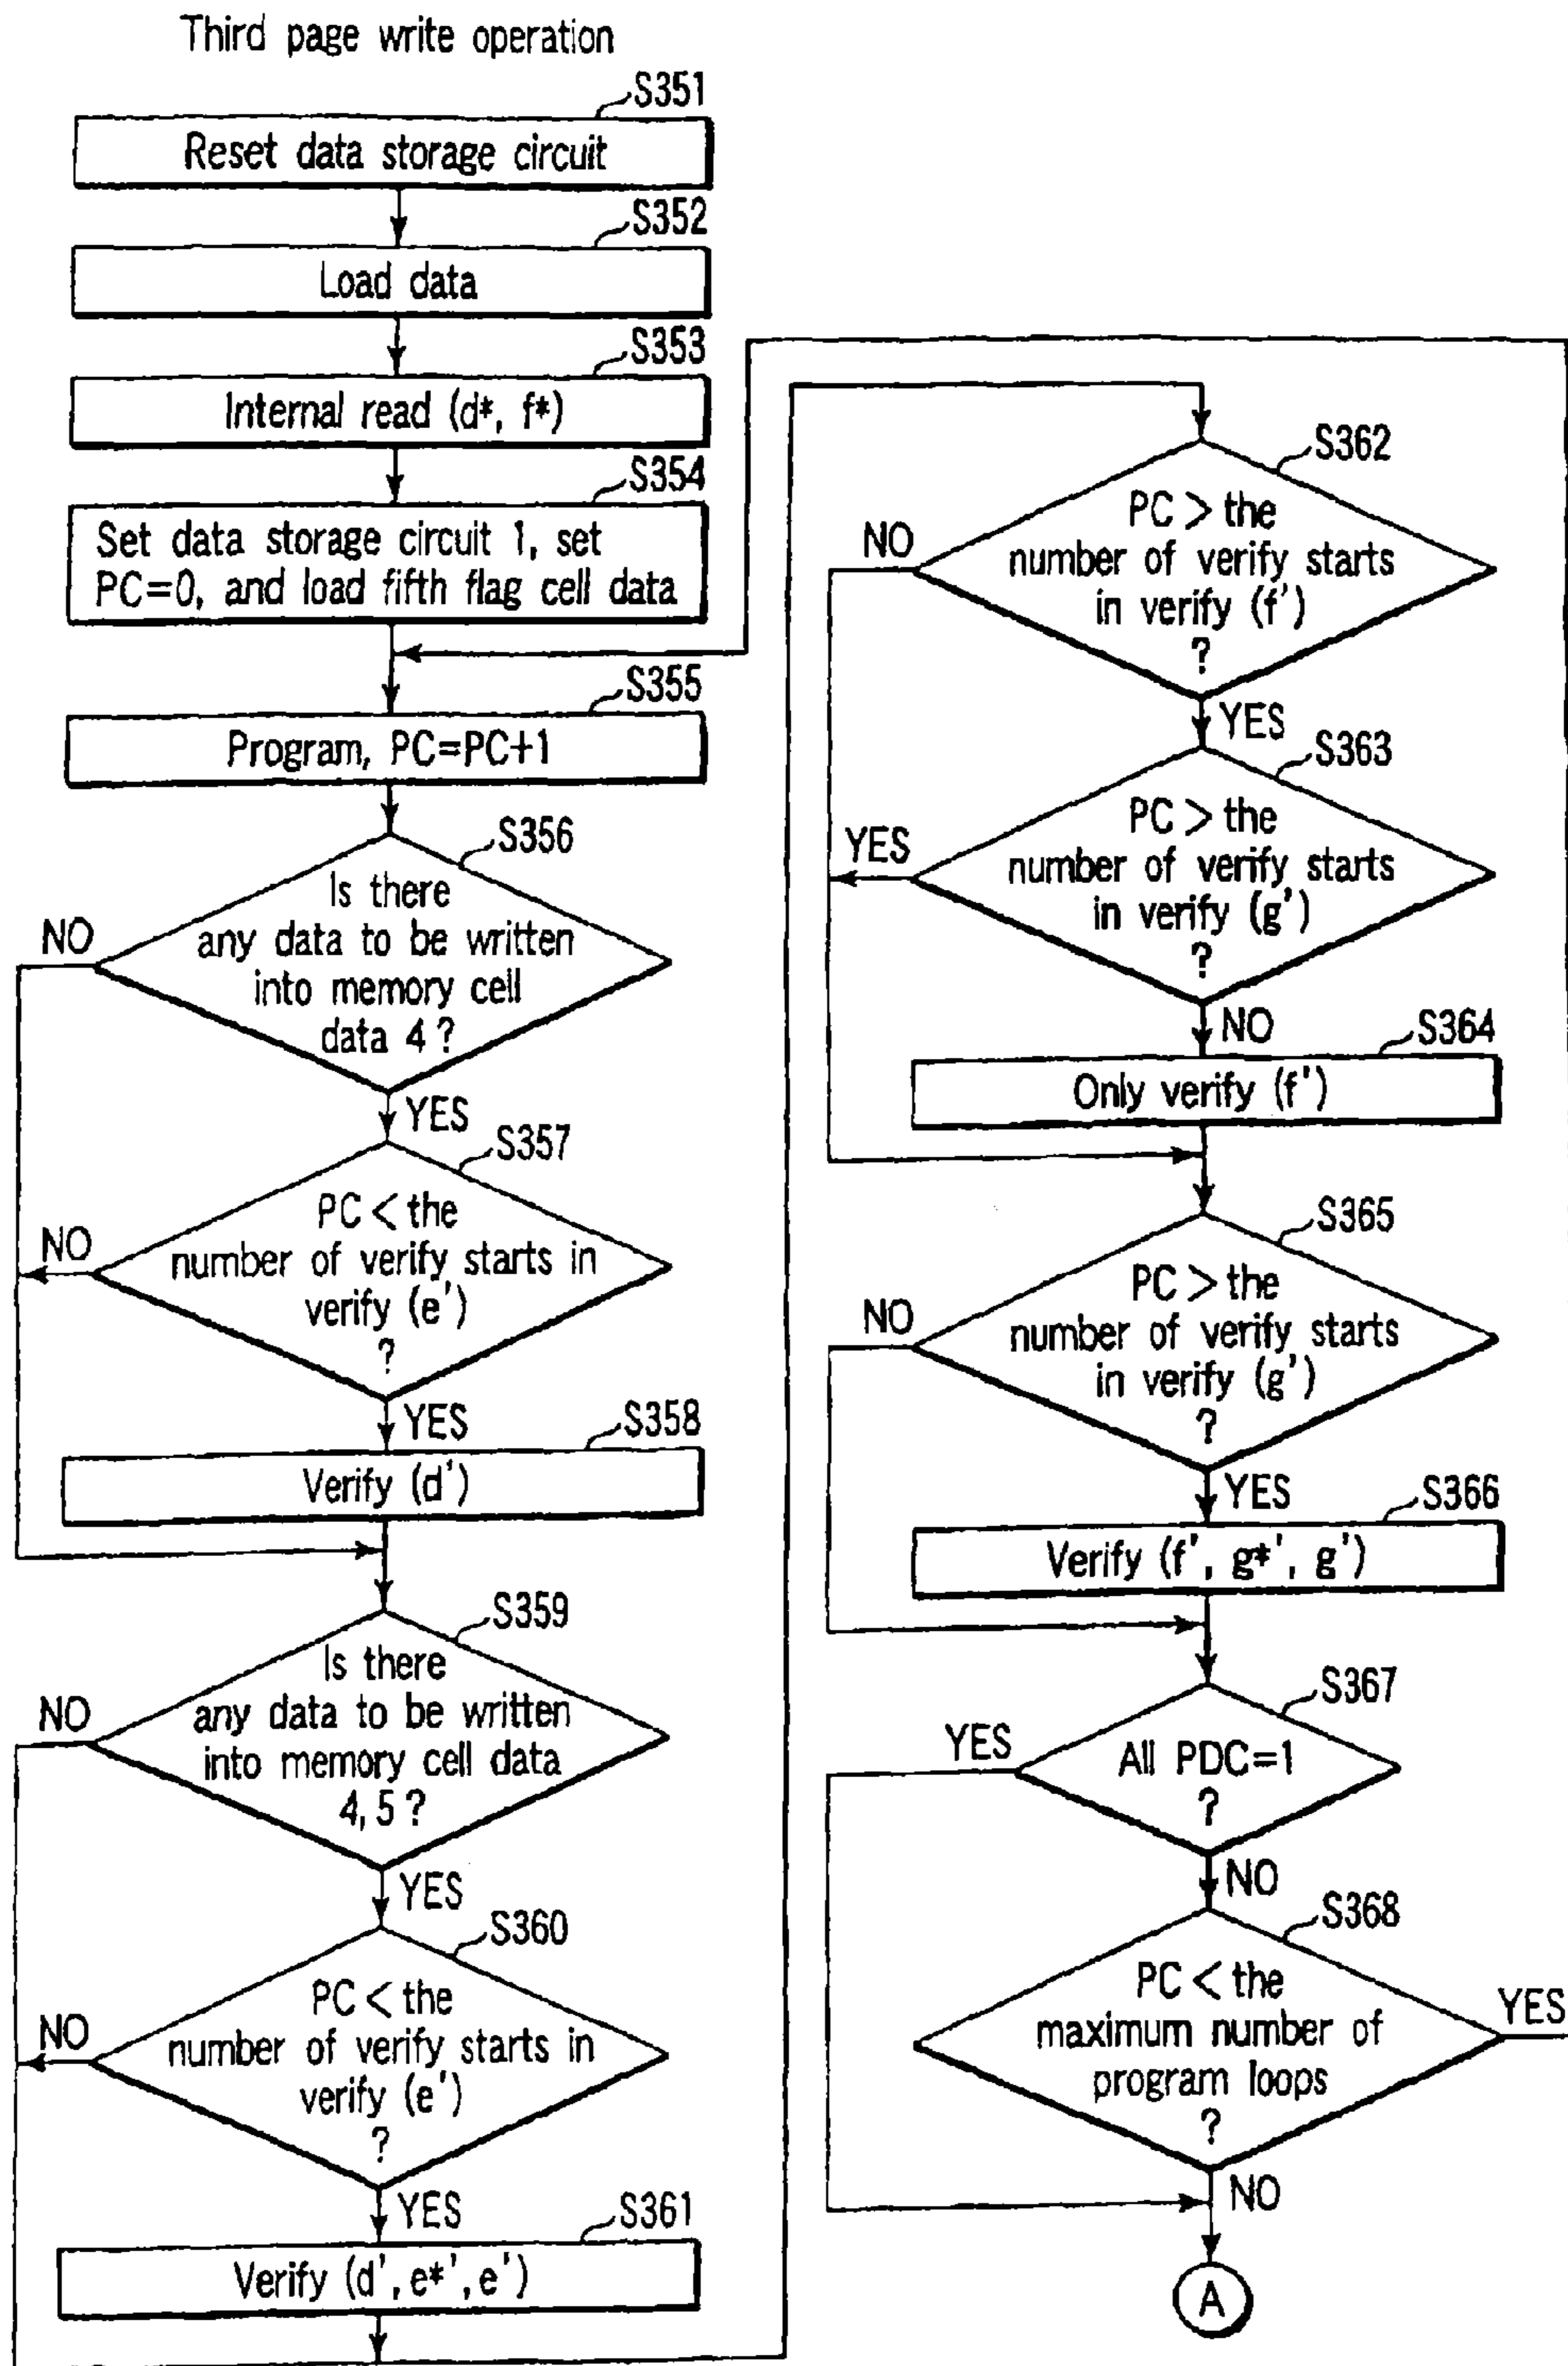 Third page write operation
S351
Reset data storage circuit
S352
Load data
S353
Internal read (d*, f*)
S354
Set data storage circuit 1, set
PC=0, and load fifth flag cell data
S355
Program, PC=PC+1
S356
Is there
any data to be written
into memory cell
data 4?
NO
YES
S357
PC < the
number of verify starts in
verify (e')
?
NO
YES
S358
Verify (d')
S359
Is there
any data to be written
into memory cell data
4, 5?
NO
YES
S360
PC < the
number of verify starts in
verify (e')
?
NO
YES
S361
Verify (d', e*', e')
S362
PC > the
number of verify starts
in verify (f')
?
NO
YES
S363
PC > the
number of verify starts
in verify (g')
?
YES
NO
S364
Only verify (f')
S365
PC > the
number of verify starts
in verify (g')
?
NO
YES
S366
Verify (f', g*', g')
S367
All PDC=1
?
YES
NO
S368
PC < the
maximum number of
program loops
?
YES
NO
A